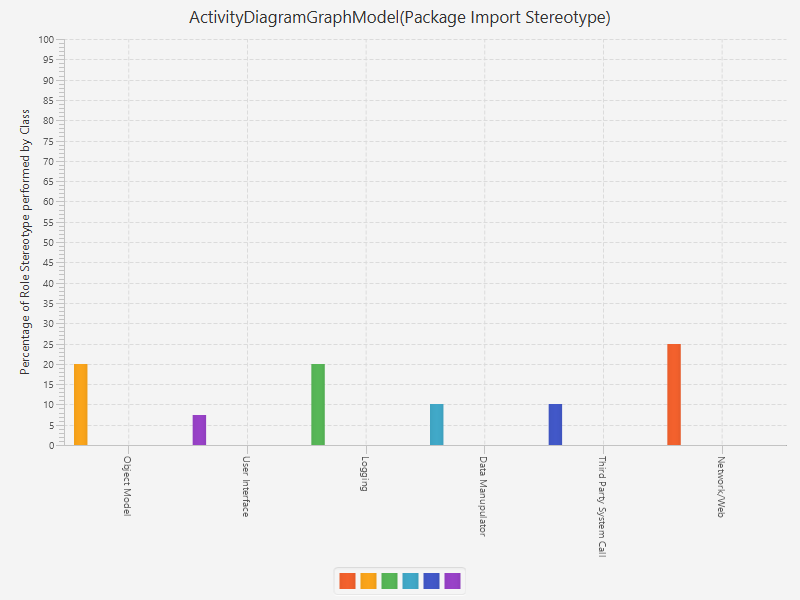 ActivityDiagramGraphModel(Package Import Stereotype)
Percentage of Role Stereotype performed by Class
100
95
90
85
80
75
70
65
60
55
50
45
40
35
30
25
20
15
10
5
0
Object Model
User Interface
Logging
Data Manupulator
Third Party System Call
Network/Web